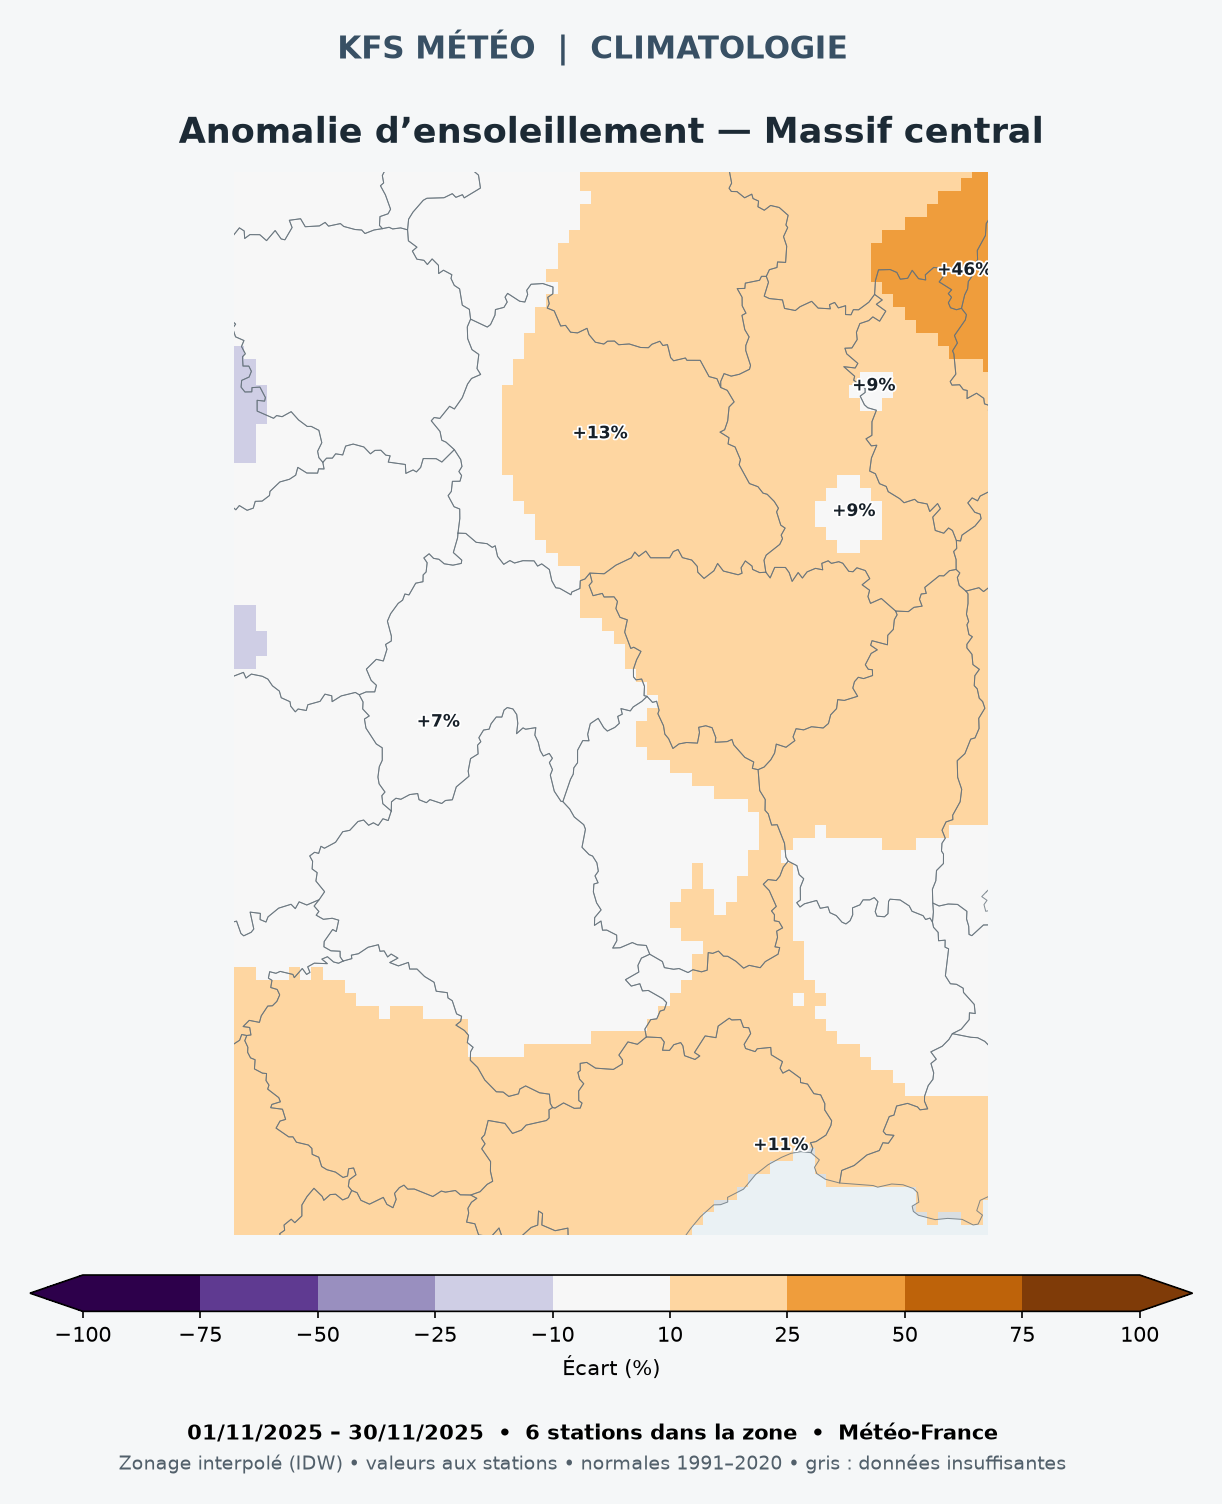 KFS MÉTÉO | CLIMATOLOGIE
Anomalie d’ensoleillement — Massif central
+46%
+9%
+13%
+9%
+7%
+11%
−100 −75 −50 −25 −10 10 25 50 75 100
Écart (%)
01/11/2025 – 30/11/2025 • 6 stations dans la zone • Météo-France
Zonage interpolé (IDW) • valeurs aux stations • normales 1991–2020 • gris : données insuffisantes